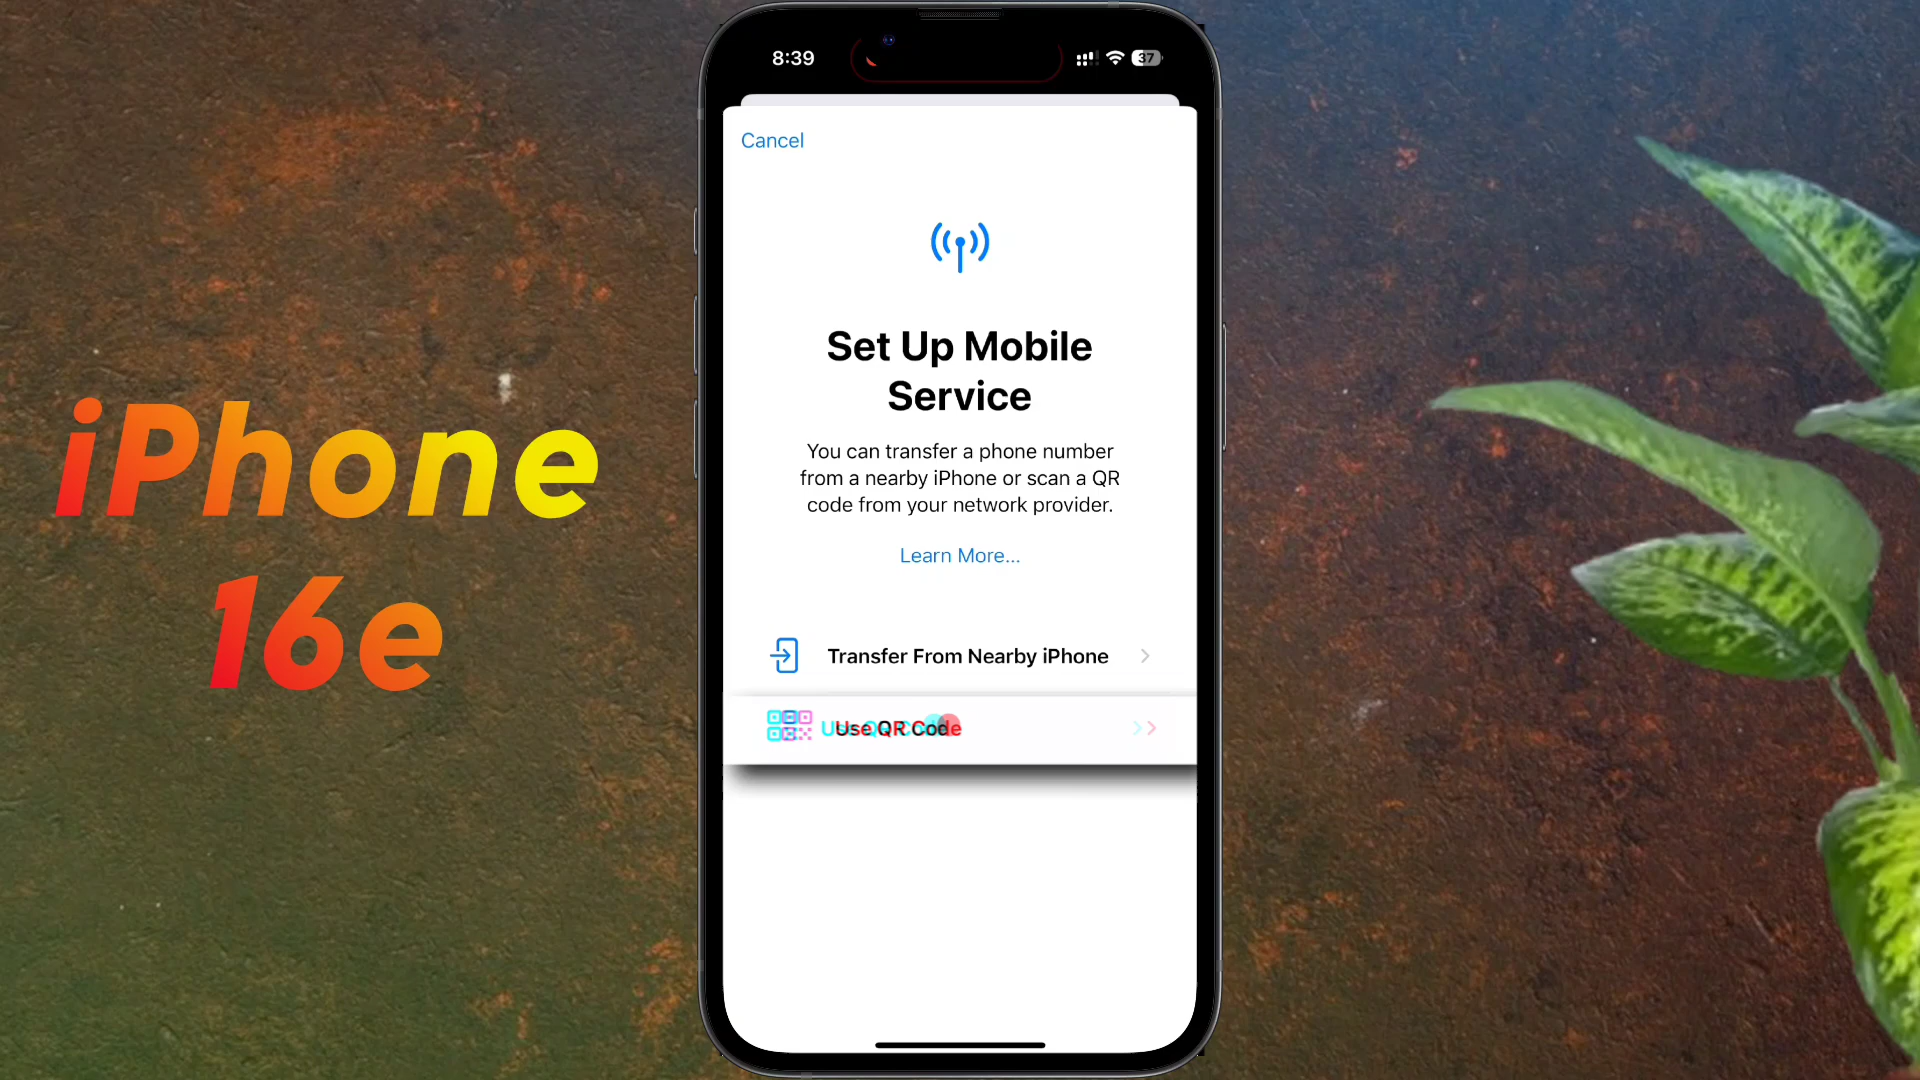 iPhone
16e
8:39
37
Cancel
Set Up Mobile
Service
You can transfer a phone number
from a nearby iPhone or scan a QR
code from your network provider.
Learn More...
Transfer From Nearby iPhone
Use QR Code